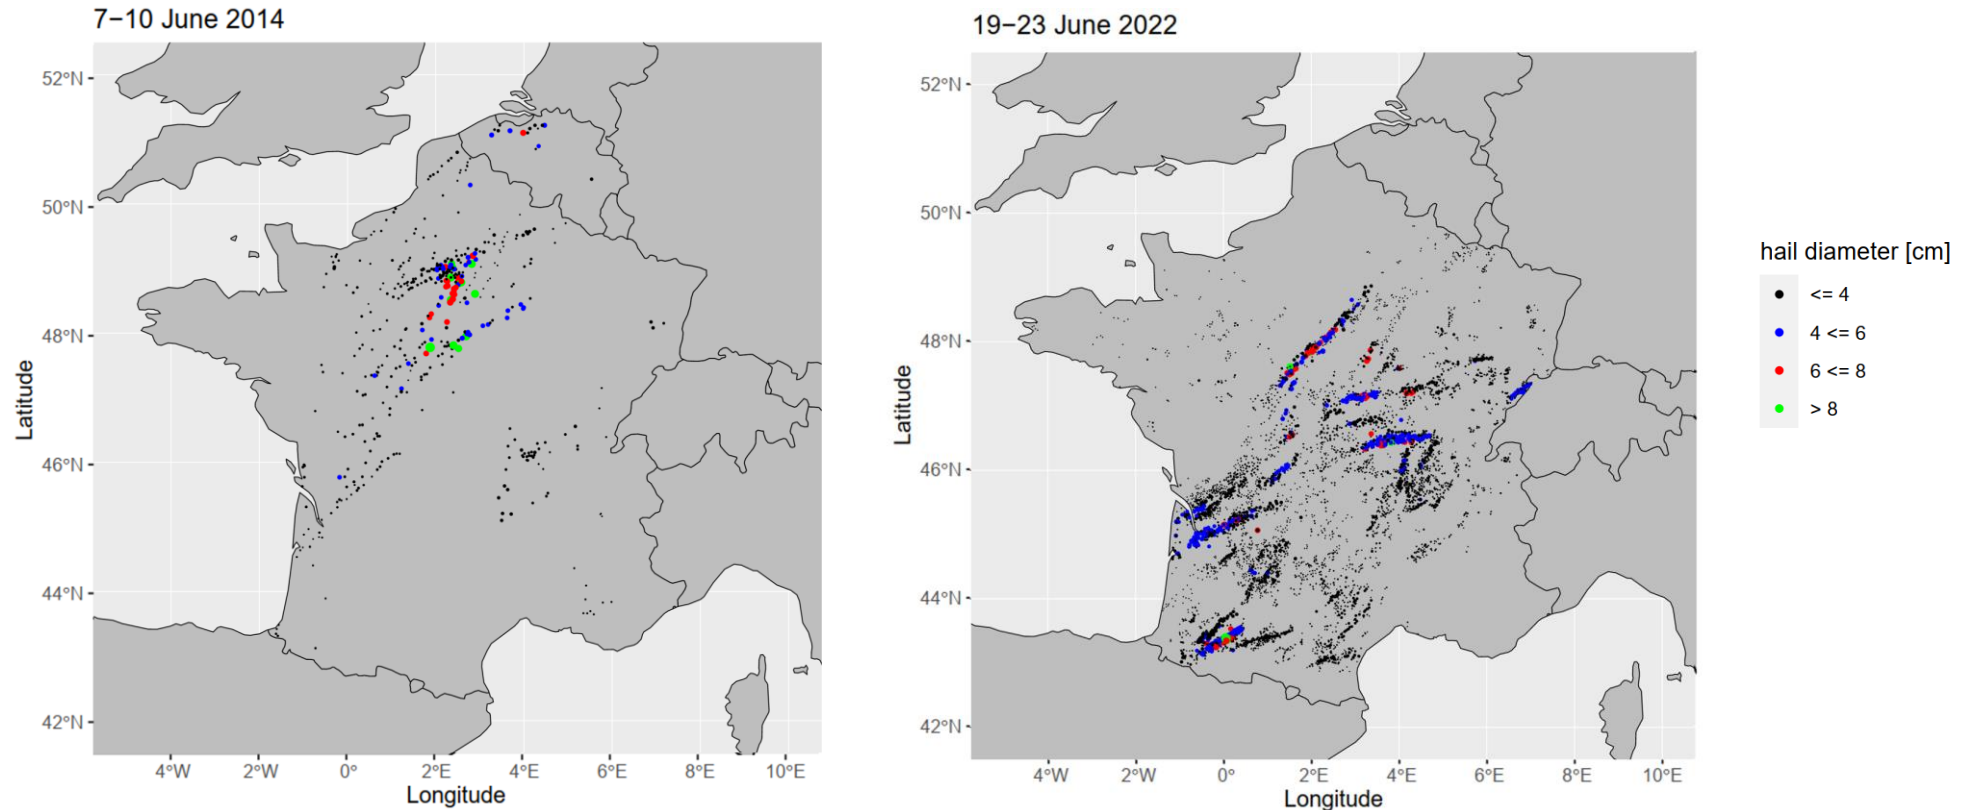 7−10 June 2014
52°N
50°N
48°N
46°N
44°N
42°N
Latitude
4°W 2°W 0° 2°E 4°E 6°E 8°E 10°E
Longitude
19−23 June 2022
52°N
50°N
48°N
46°N
44°N
42°N
Latitude
4°W 2°W 0° 2°E 4°E 6°E 8°E 10°E
Longitude
hail diameter [cm]
<= 4
4 <= 6
6 <= 8
> 8